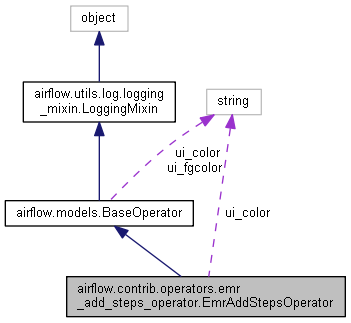 object
airflow.utils.log.logging
_mixin.LoggingMixin
string
ui_color
ui_fgcolor
airflow.models.BaseOperator
ui_color
airflow.contrib.operators.emr
_add_steps_operator.EmrAddStepsOperator